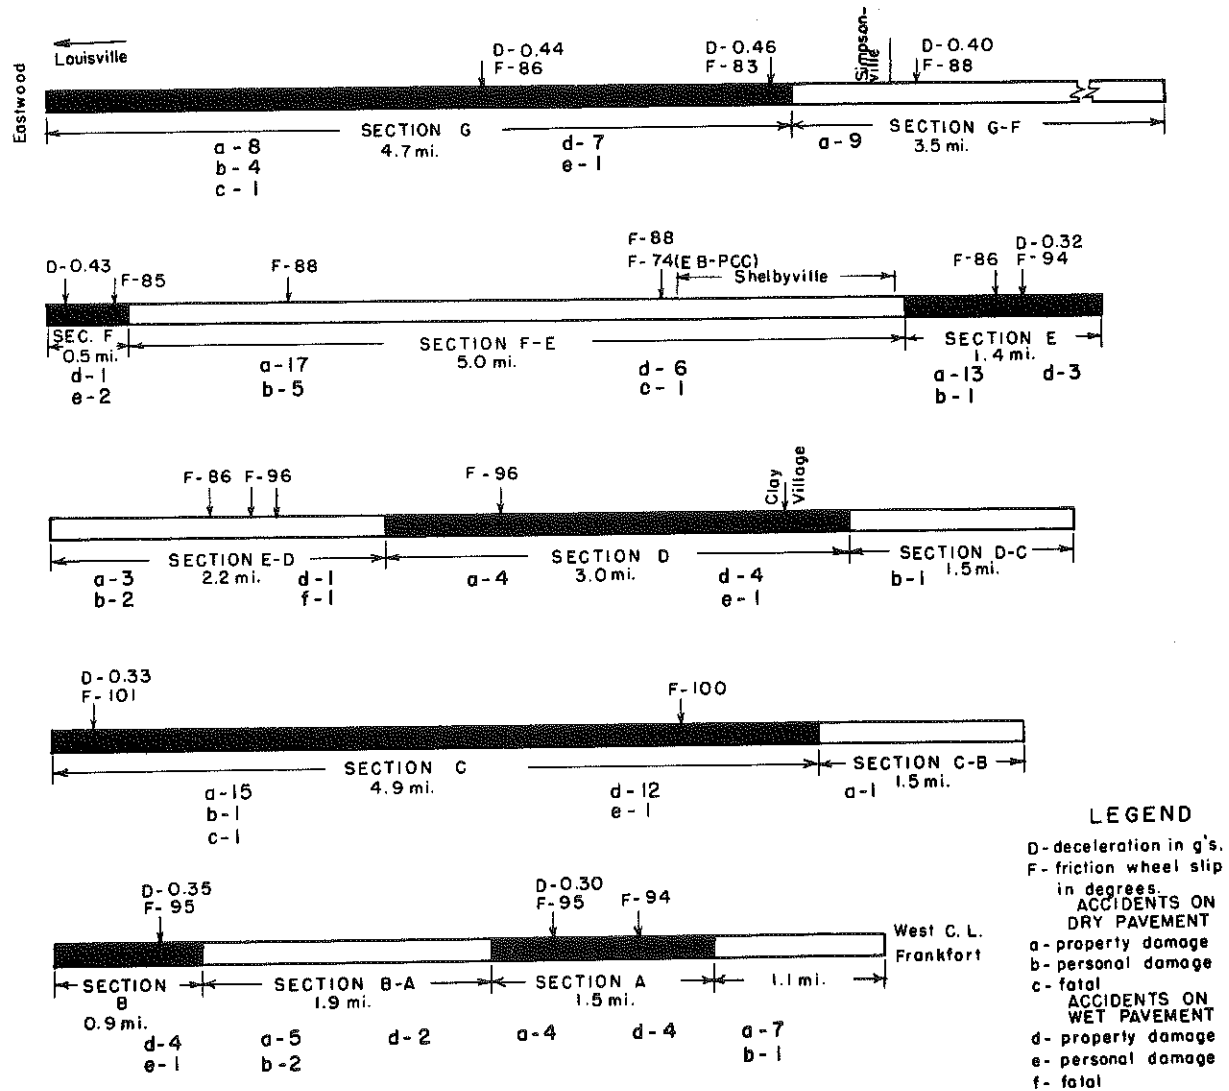 Louisville
Eastwood
D-0.44
F-86
D-0.46
F-83
Simpson-
ville
D-0.40
F-88
SECTION G
4.7 mi.
SECTION G-F
3.5 mi.
a-8
b-4
c-1
d-7
e-1
a-9
D-0.43
F-85
F-88
F-88
F-74(EB-PCC)
Shelbyville
F-86
D-0.32
F-94
SEC. F
0.5 mi.
SECTION F-E
5.0 mi.
SECTION E
1.4 mi.
d-1
e-2
a-17
b-5
d-6
c-1
a-13
b-1
d-3
F-86
F-96
F-96
Clay
Village
SECTION E-D
2.2 mi.
SECTION D
3.0 mi.
SECTION D-C
1.5 mi.
a-3
b-2
d-1
f-1
a-4
d-4
e-1
b-1
D-0.33
F-101
F-100
SECTION C
4.9 mi.
SECTION C-B
1.5 mi.
a-15
b-1
c-1
d-12
e-1
a-1
D-0.35
F-95
D-0.30
F-95
F-94
West C. L.
Frankfort
SECTION
B
0.9 mi.
SECTION B-A
1.9 mi.
SECTION A
1.5 mi.
1.1 mi.
d-4
e-1
a-5
b-2
d-2
a-4
d-4
a-7
b-1
LEGEND
D-deceleration in g's.
F-friction wheel slip
in degrees.
ACCIDENTS ON
DRY PAVEMENT
a-property damage
b-personal damage
c-fatal
ACCIDENTS ON
WET PAVEMENT
d-property damage
e-personal damage
f-fatal